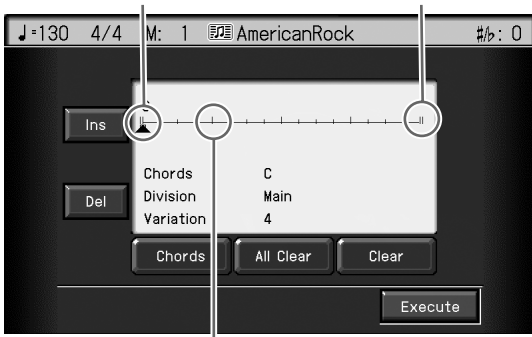 ♩=130 4/4 M: 1 AmericanRock ♯/♭: 0
C
Ins
Chords C
Del
Division Main
Variation 4
Chords All Clear Clear
Execute